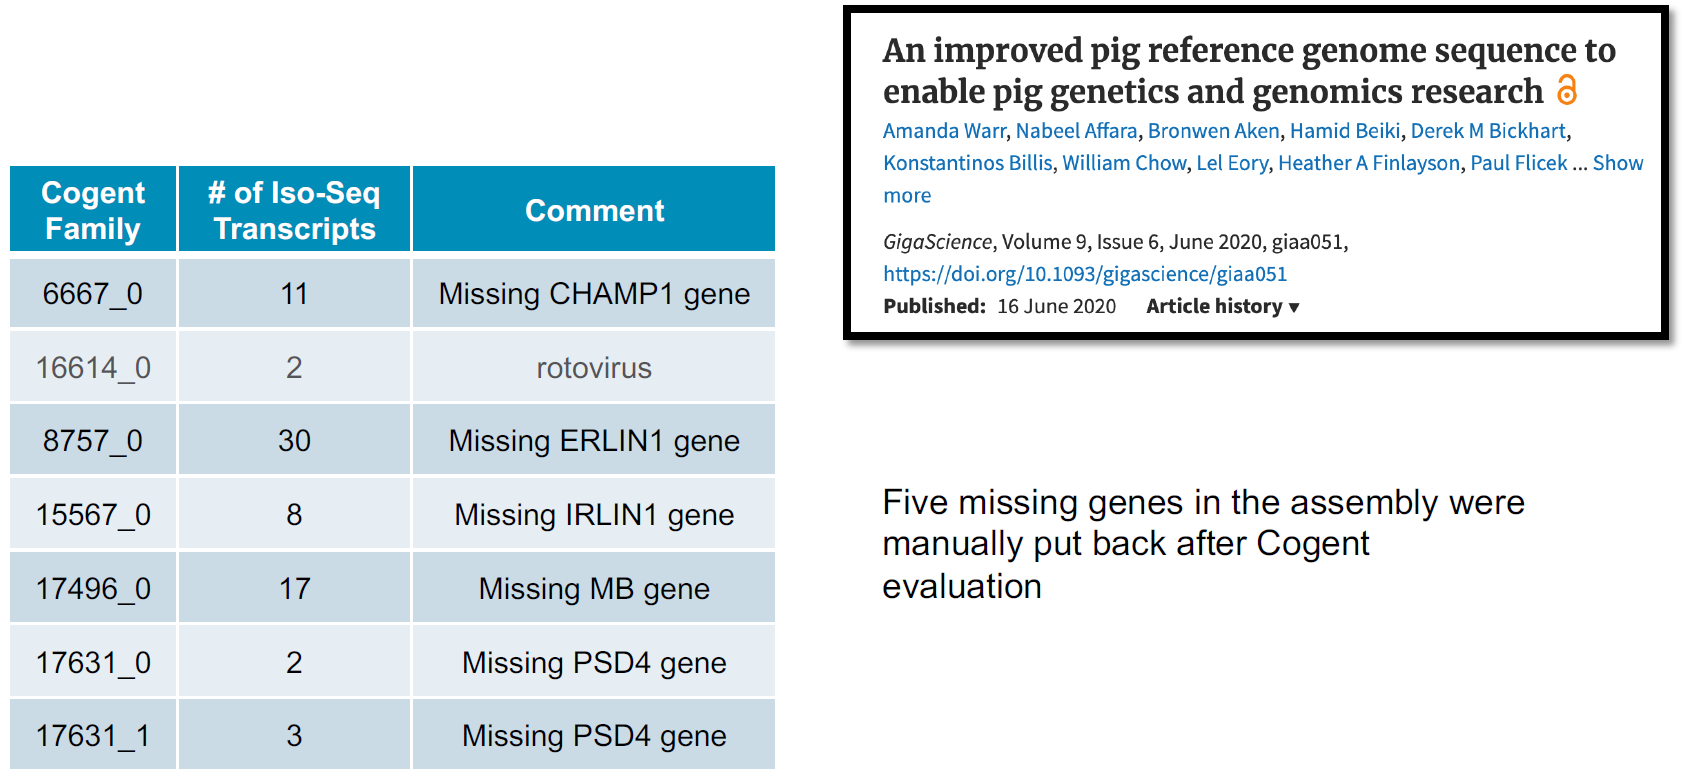 An improved pig reference genome sequence to
enable pig genetics and genomics research
Amanda Warr, Nabeel Affara, Bronwen Aken, Hamid Beiki, Derek M Bickhart,
Konstantinos Billis, William Chow, Lel Eory, Heather A Finlayson, Paul Flicek ... Show
more
GigaScience, Volume 9, Issue 6, June 2020, giaa051,
https://doi.org/10.1093/gigascience/giaa051
Published: 16 June 2020 Article history ▾
Cogent Family # of Iso-Seq Transcripts Comment
6667_0 11 Missing CHAMP1 gene
16614_0 2 rotovirus
8757_0 30 Missing ERLIN1 gene
15567_0 8 Missing IRLIN1 gene
17496_0 17 Missing MB gene
17631_0 2 Missing PSD4 gene
17631_1 3 Missing PSD4 gene
Five missing genes in the assembly were
manually put back after Cogent
evaluation